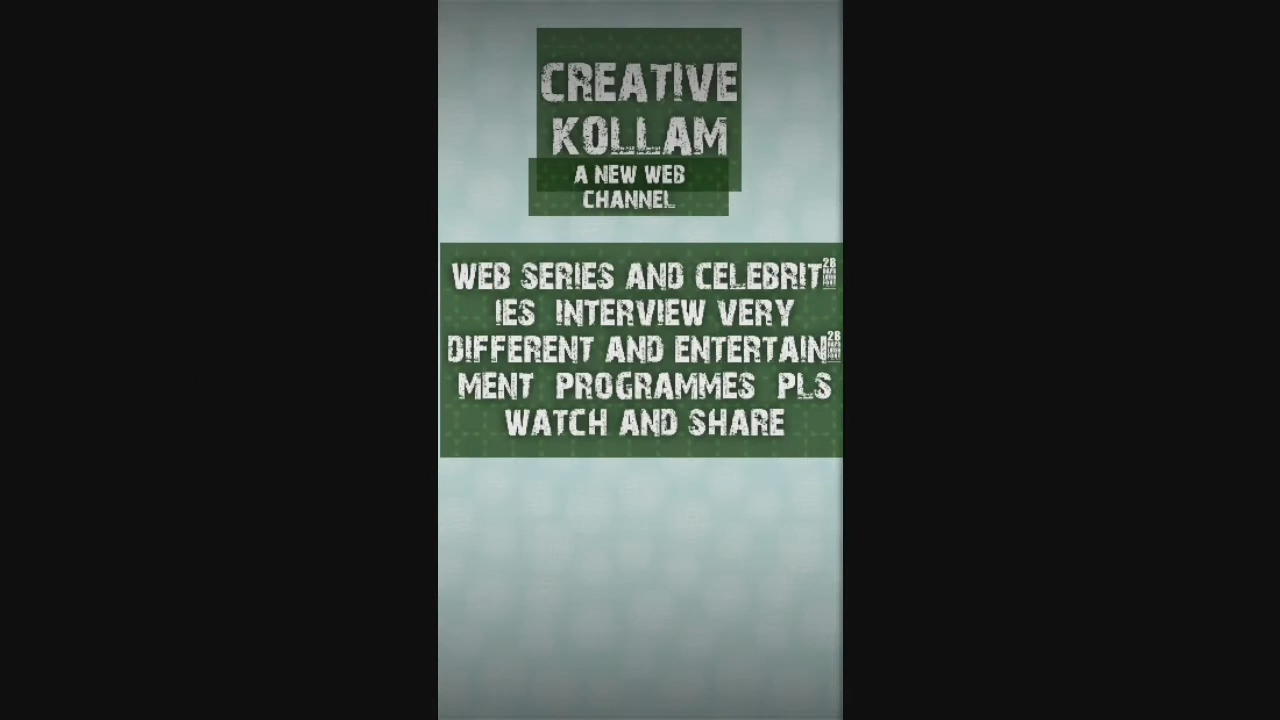 CREATIVE
KOLLAM
A NEW WEB
CHANNEL
WEB SERIES AND CELEBRIT
IES INTERVIEW VERY
DIFFERENT AND ENTERTAIN
MENT PROGRAMMES PLS
WATCH AND SHARE